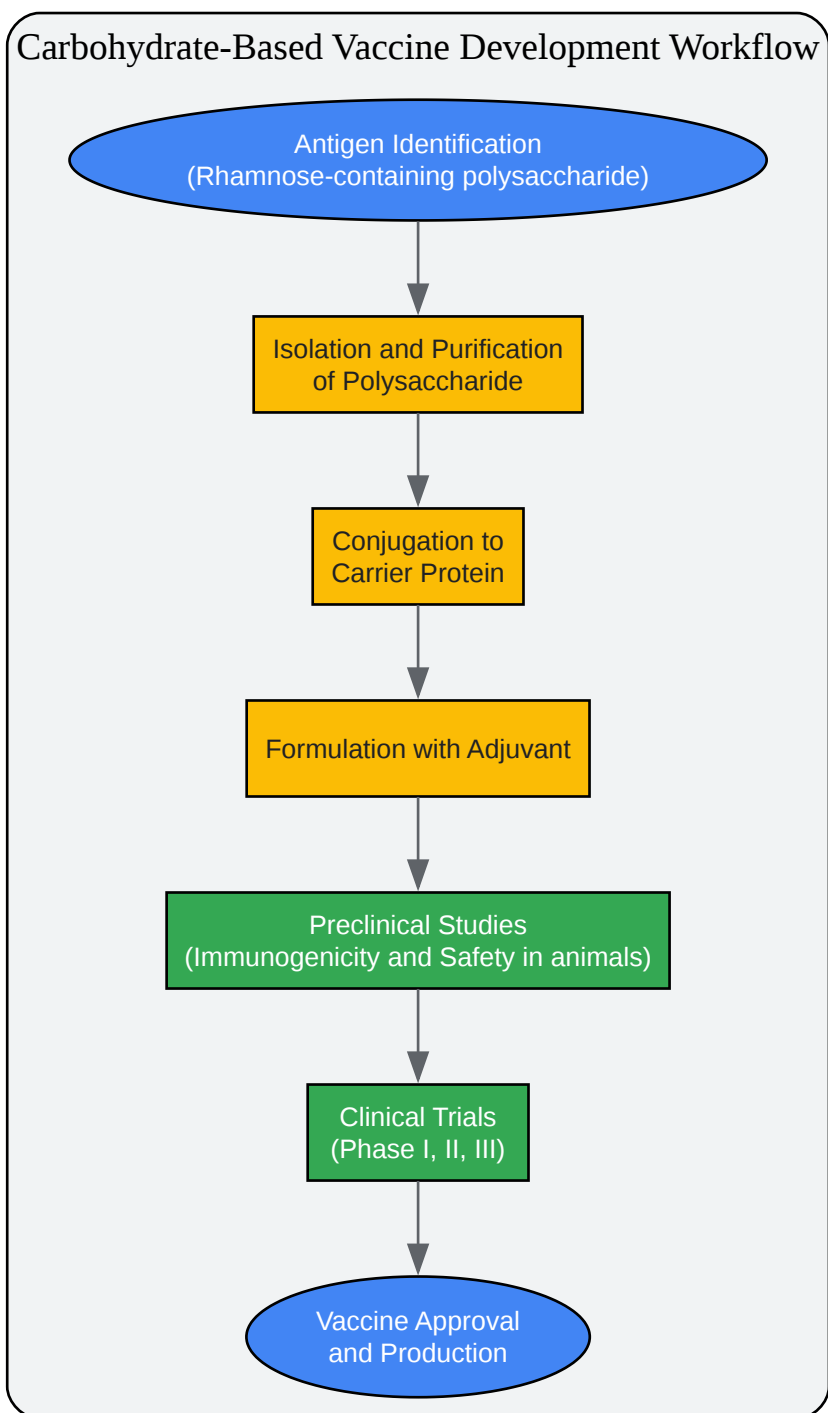 Carbohydrate-Based Vaccine Development Workflow
Antigen Identification
(Rhamnose-containing polysaccharide)
Isolation and Purification
of Polysaccharide
Conjugation to
Carrier Protein
Formulation with Adjuvant
Preclinical Studies
(Immunogenicity and Safety in animals)
Clinical Trials
(Phase I, II, III)
Vaccine Approval
and Production